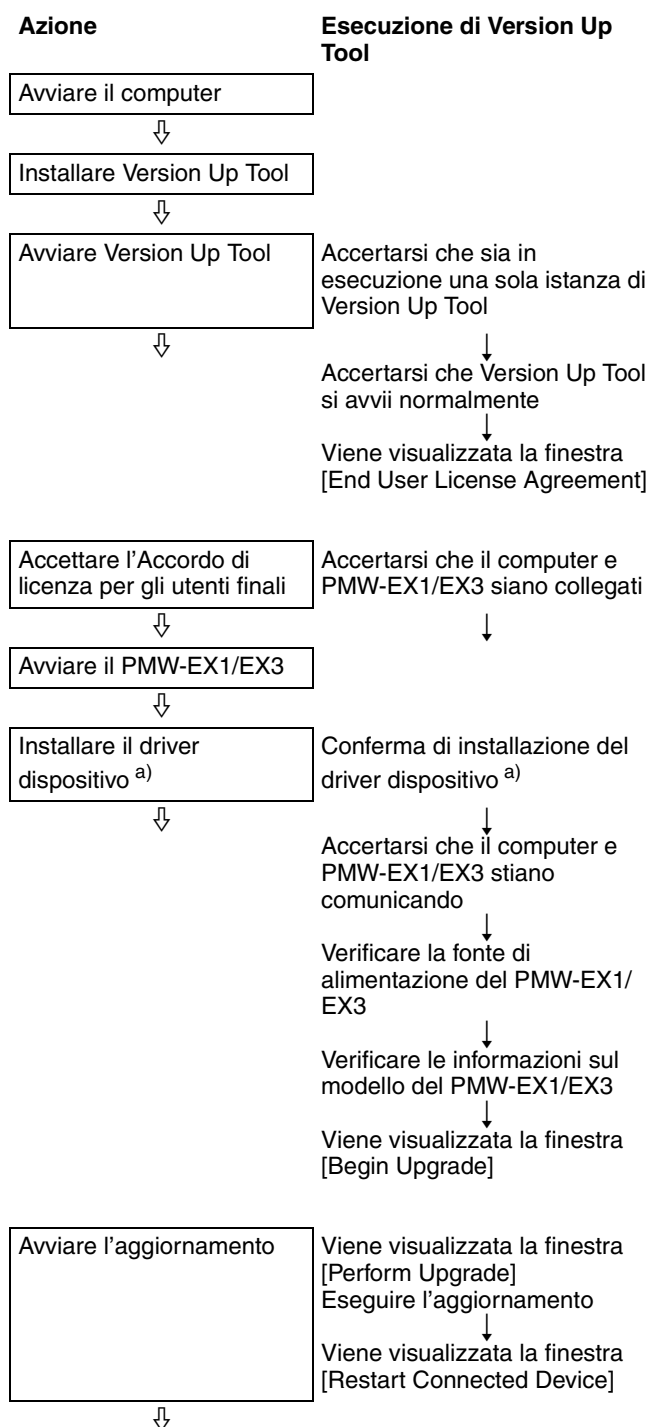 Azione
Esecuzione di Version Up
Tool
Avviare il computer
Installare Version Up Tool
Avviare Version Up Tool
Accertarsi che sia in
esecuzione una sola istanza di
Version Up Tool
Accertarsi che Version Up Tool
si avvii normalmente
Viene visualizzata la finestra
[End User License Agreement]
Accettare l’Accordo di
licenza per gli utenti finali
Accertarsi che il computer e
PMW-EX1/EX3 siano collegati
Avviare il PMW-EX1/EX3
Installare il driver
dispositivo a)
Conferma di installazione del
driver dispositivo a)
Accertarsi che il computer e
PMW-EX1/EX3 stiano
comunicando
Verificare la fonte di
alimentazione del PMW-EX1/
EX3
Verificare le informazioni sul
modello del PMW-EX1/EX3
Viene visualizzata la finestra
[Begin Upgrade]
Avviare l’aggiornamento
Viene visualizzata la finestra
[Perform Upgrade]
Eseguire l’aggiornamento
Viene visualizzata la finestra
[Restart Connected Device]